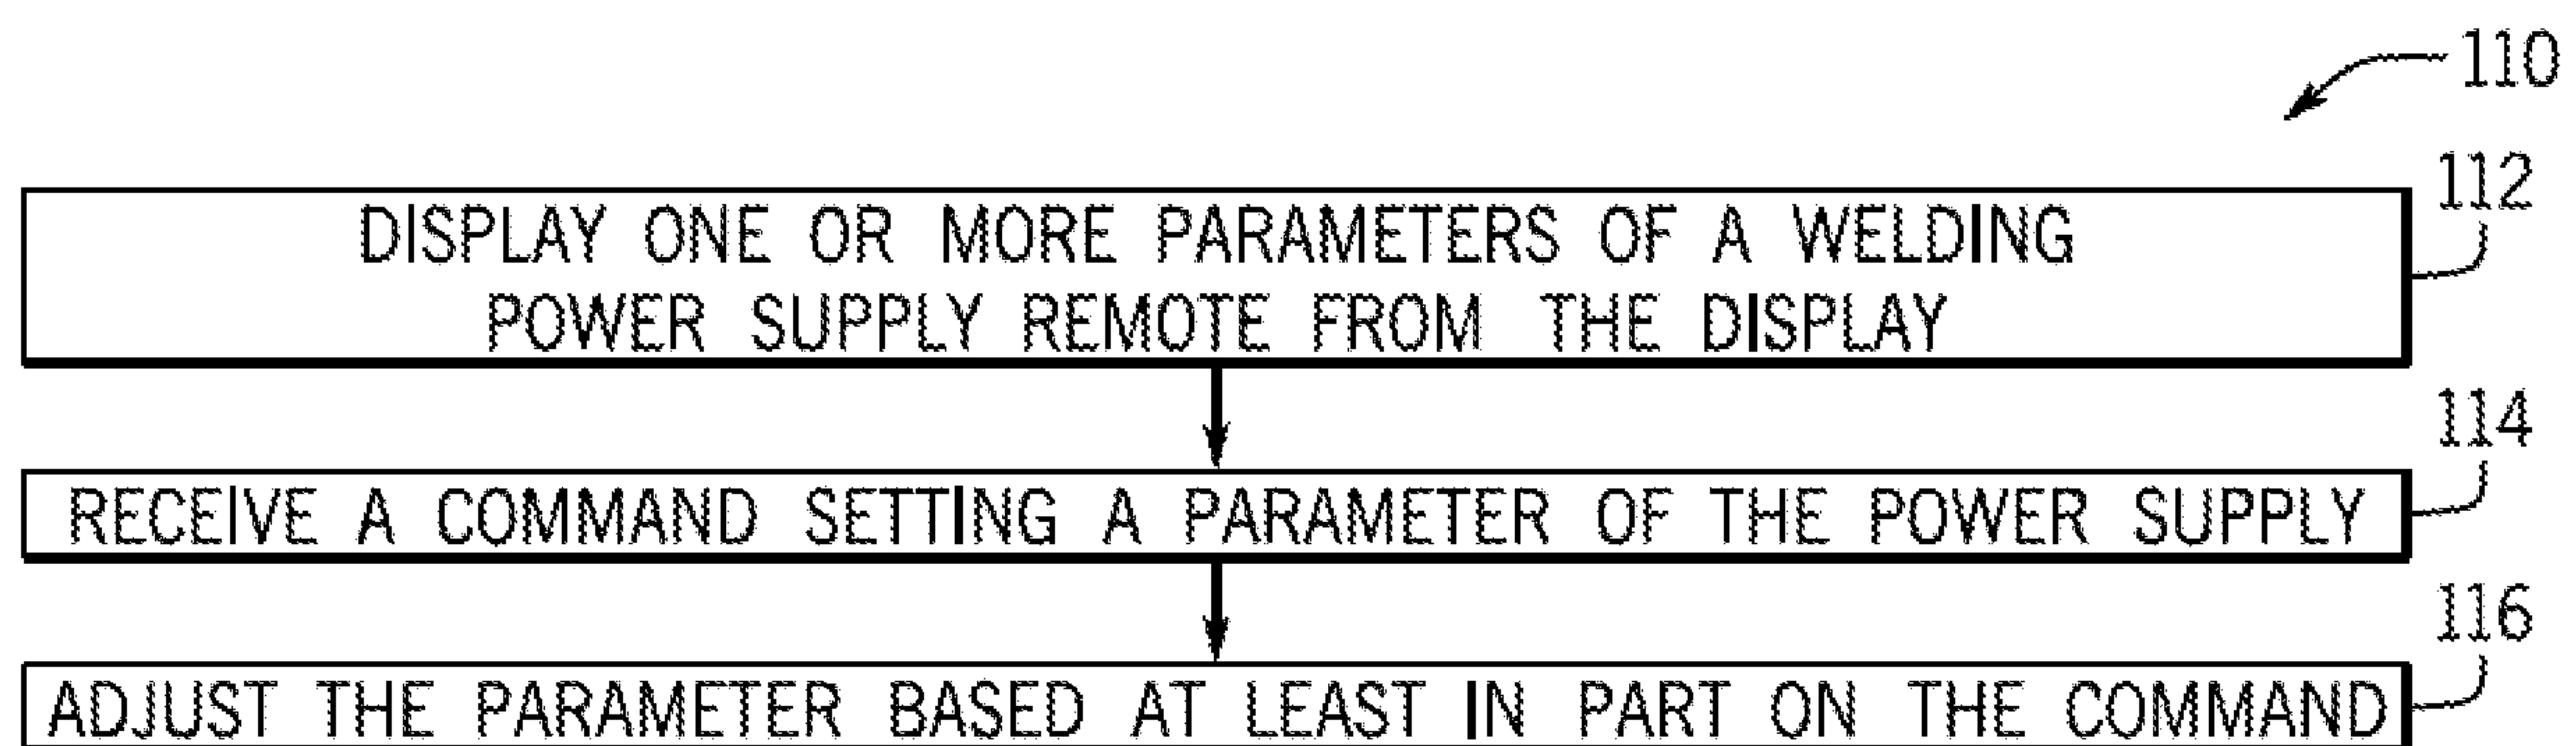 110
112
DISPLAY ONE OR MORE PARAMETERS OF A WELDING
POWER SUPPLY REMOTE FROM THE DISPLAY
114
RECEIVE A COMMAND SETTING A PARAMETER OF THE POWER SUPPLY
116
ADJUST THE PARAMETER BASED AT LEAST IN PART ON THE COMMAND